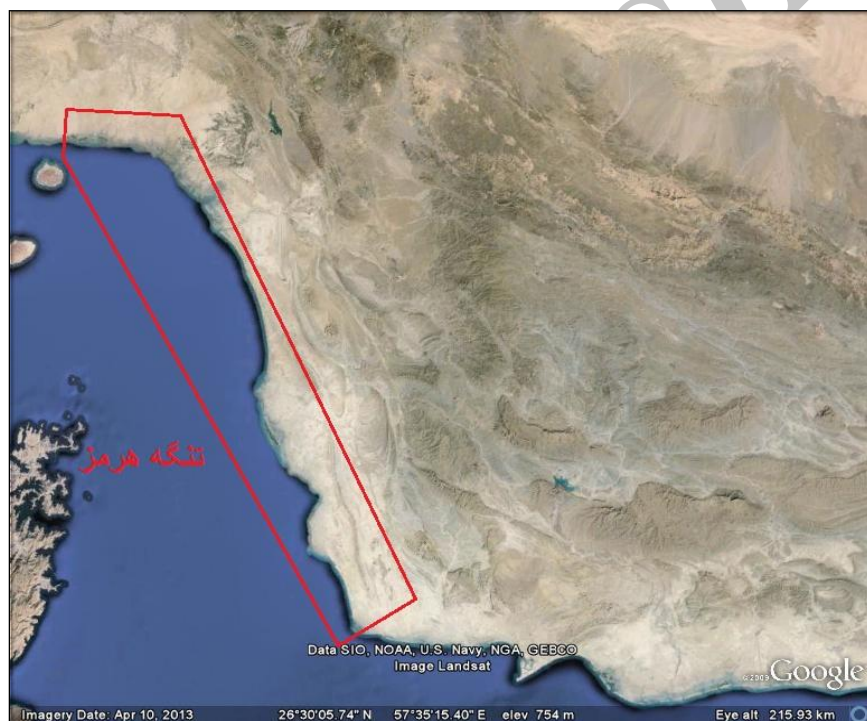 تنگه هرمز
Data SIO, NOAA, U.S. Navy, NGA, GEBCO
Image Landsat
© 2009 Google
Imagery Date: Apr 10, 2013 26°30'05.74" N 57°35'15.40" E elev 754 m Eye alt 215.93 km